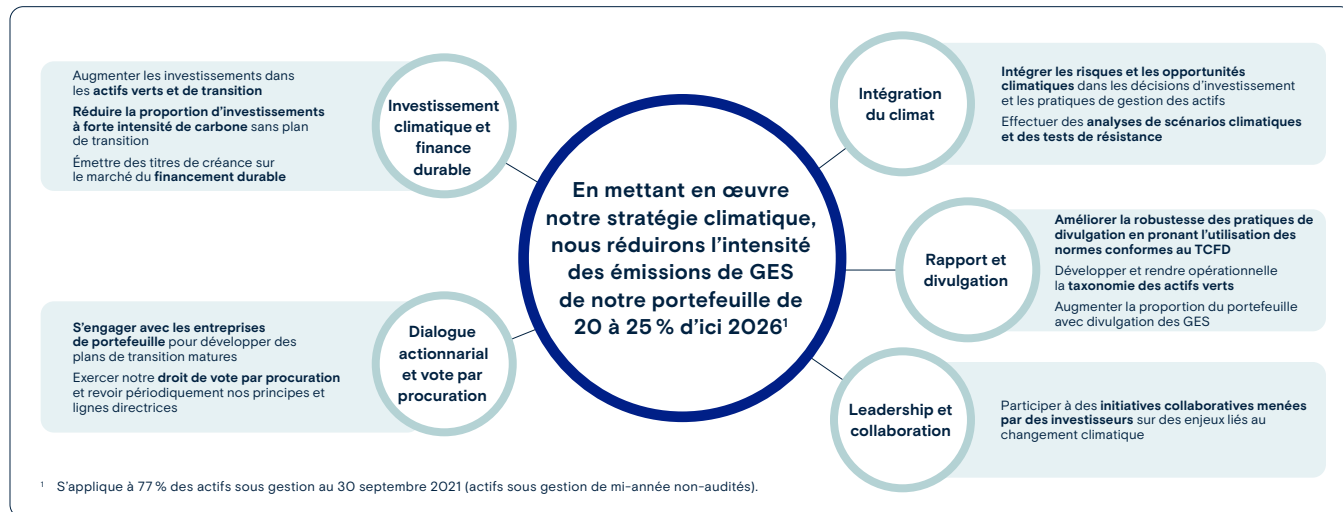 Augmenter les investissements dans
les actifs verts et de transition
Réduire la proportion d'investissements
à forte intensité de carbone sans plan
de transition
Émettre des titres de créance sur
le marché du financement durable
Investissement
climatique et
finance
durable
S'engager avec les entreprises
de portefeuille pour développer des
plans de transition matures
Exercer notre droit de vote par procuration
et revoir périodiquement nos principes et
lignes directrices
Dialogue
actionnarial
et vote par
procuration
En mettant en œuvre
notre stratégie climatique,
nous réduirons l'intensité
des émissions de GES
de notre portefeuille de
20 à 25 % d'ici 2026¹
Intégration
du climat
Intégrer les risques et les opportunités
climatiques dans les décisions d'investissement
et les pratiques de gestion des actifs
Effectuer des analyses de scénarios climatiques
et des tests de résistance
Rapport et
divulgation
Améliorer la robustesse des pratiques de
divulgation en pronant l'utilisation des
normes conformes au TCFD
Développer et rendre opérationnelle
la taxonomie des actifs verts
Augmenter la proportion du portefeuille
avec divulgation des GES
Leadership et
collaboration
Participer à des initiatives collaboratives menées
par des investisseurs sur des enjeux liés au
changement climatique
¹ S'applique à 77 % des actifs sous gestion au 30 septembre 2021 (actifs sous gestion de mi-année non-audités).